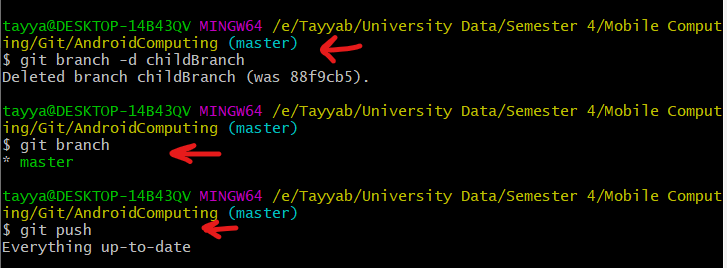 tayya@DESKTOP-14B43QV MINGW64 /e/Tayyab/University Data/Semester 4/Mobile Comput
ing/Git/AndroidComputing (master)
$ git branch -d childBranch
Deleted branch childBranch (was 88f9cb5).
tayya@DESKTOP-14B43QV MINGW64 /e/Tayyab/University Data/Semester 4/Mobile Comput
ing/Git/AndroidComputing (master)
$ git branch
* master
tayya@DESKTOP-14B43QV MINGW64 /e/Tayyab/University Data/Semester 4/Mobile Comput
ing/Git/AndroidComputing (master)
$ git push
Everything up-to-date